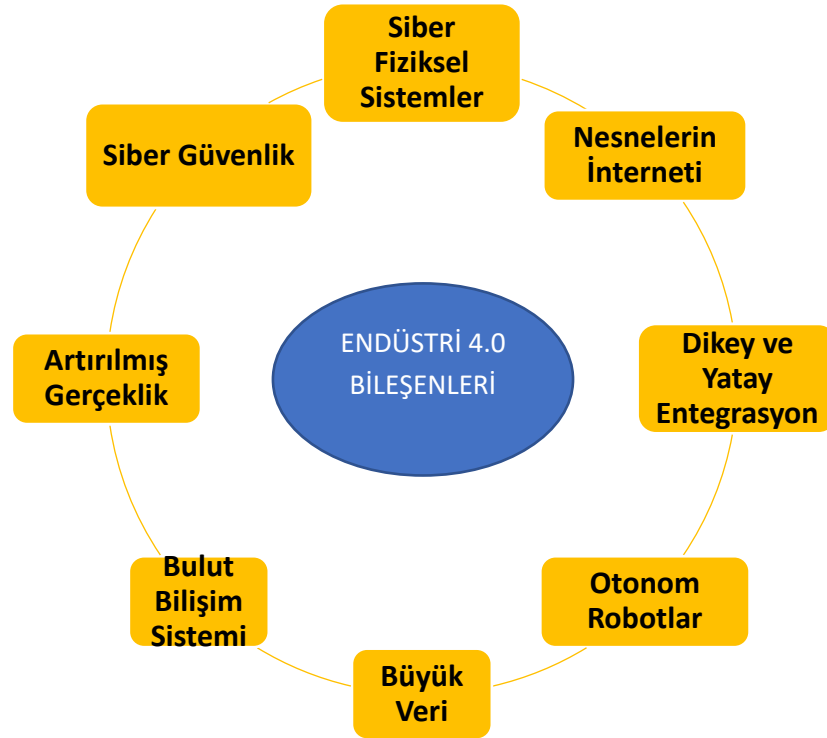 Siber
Fiziksel
Sistemler
Nesnelerin
İnterneti
Dikey ve
Yatay
Entegrasyon
Otonom
Robotlar
Büyük
Veri
Bulut
Bilişim
Sistemi
Artırılmış
Gerçeklik
Siber Güvenlik
ENDÜSTRİ 4.0
BİLEŞENLERİ